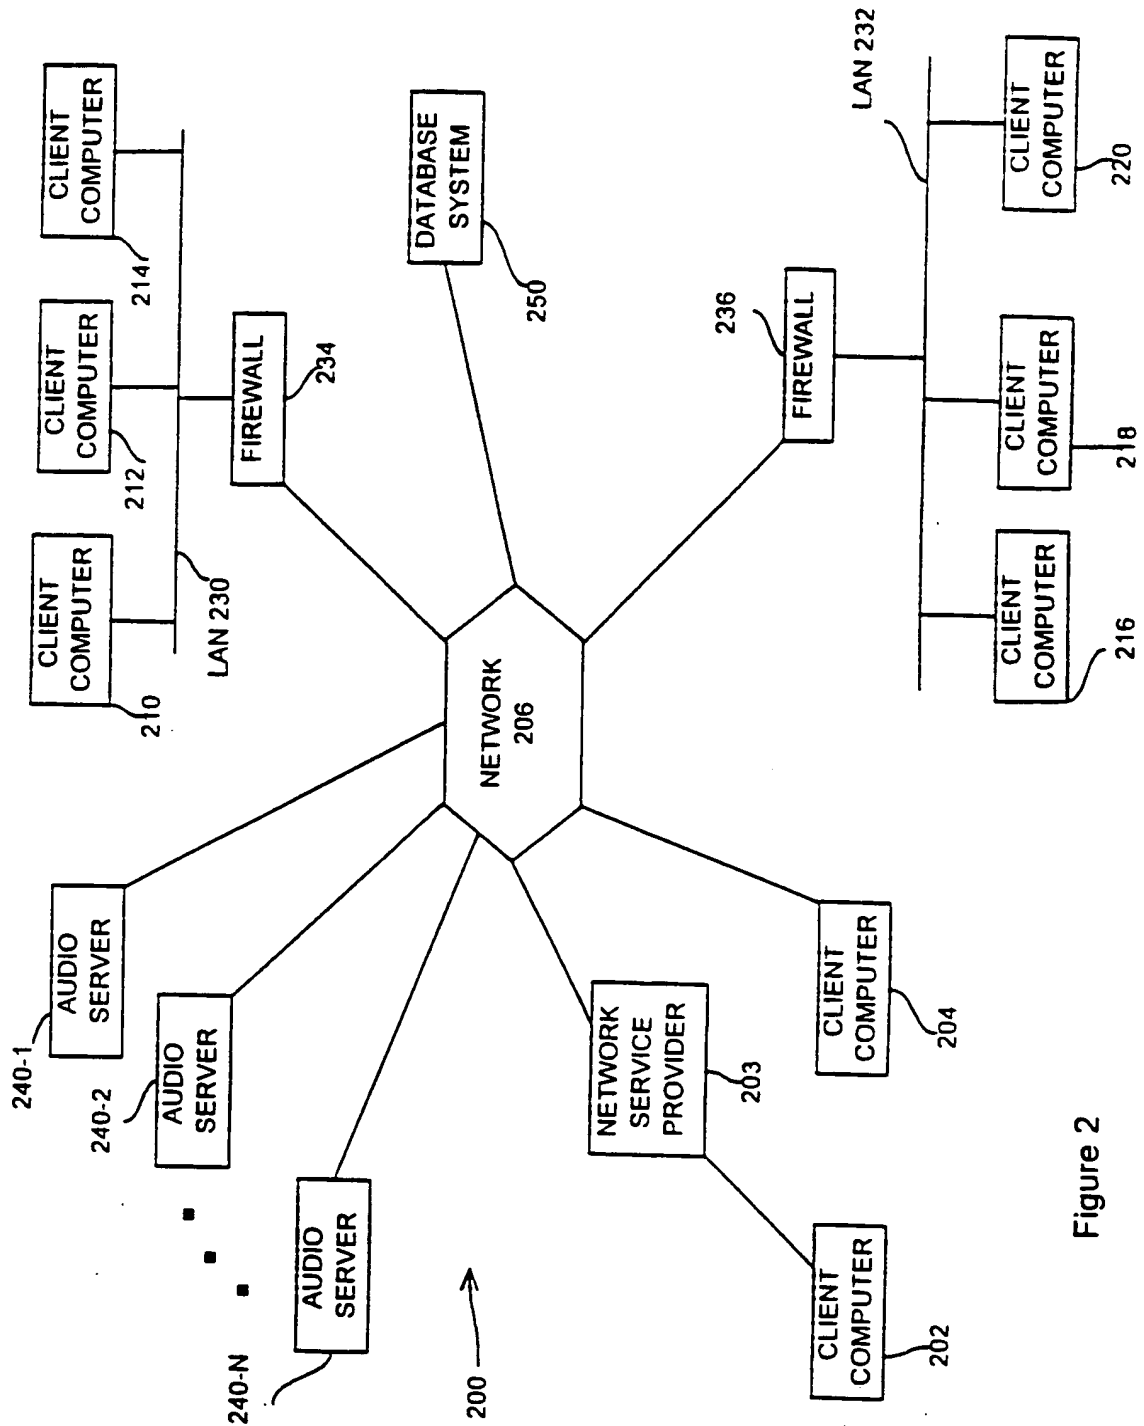 240-1
AUDIO
SERVER
240-2
AUDIO
SERVER
240-N
AUDIO
SERVER
200
CLIENT
COMPUTER
210
CLIENT
COMPUTER
212
CLIENT
COMPUTER
214
LAN 230
FIREWALL
234
DATABASE
SYSTEM
250
NETWORK
206
NETWORK
SERVICE
PROVIDER
203
CLIENT
COMPUTER
202
CLIENT
COMPUTER
204
236
FIREWALL
LAN 232
CLIENT
COMPUTER
216
CLIENT
COMPUTER
218
CLIENT
COMPUTER
220
Figure 2